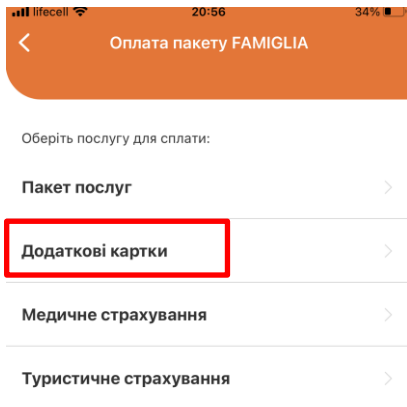 lifecell 20:56 34%
Оплата пакету FAMIGLIA
Оберіть послугу для сплати:
Пакет послуг
Додаткові картки
Медичне страхування
Туристичне страхування